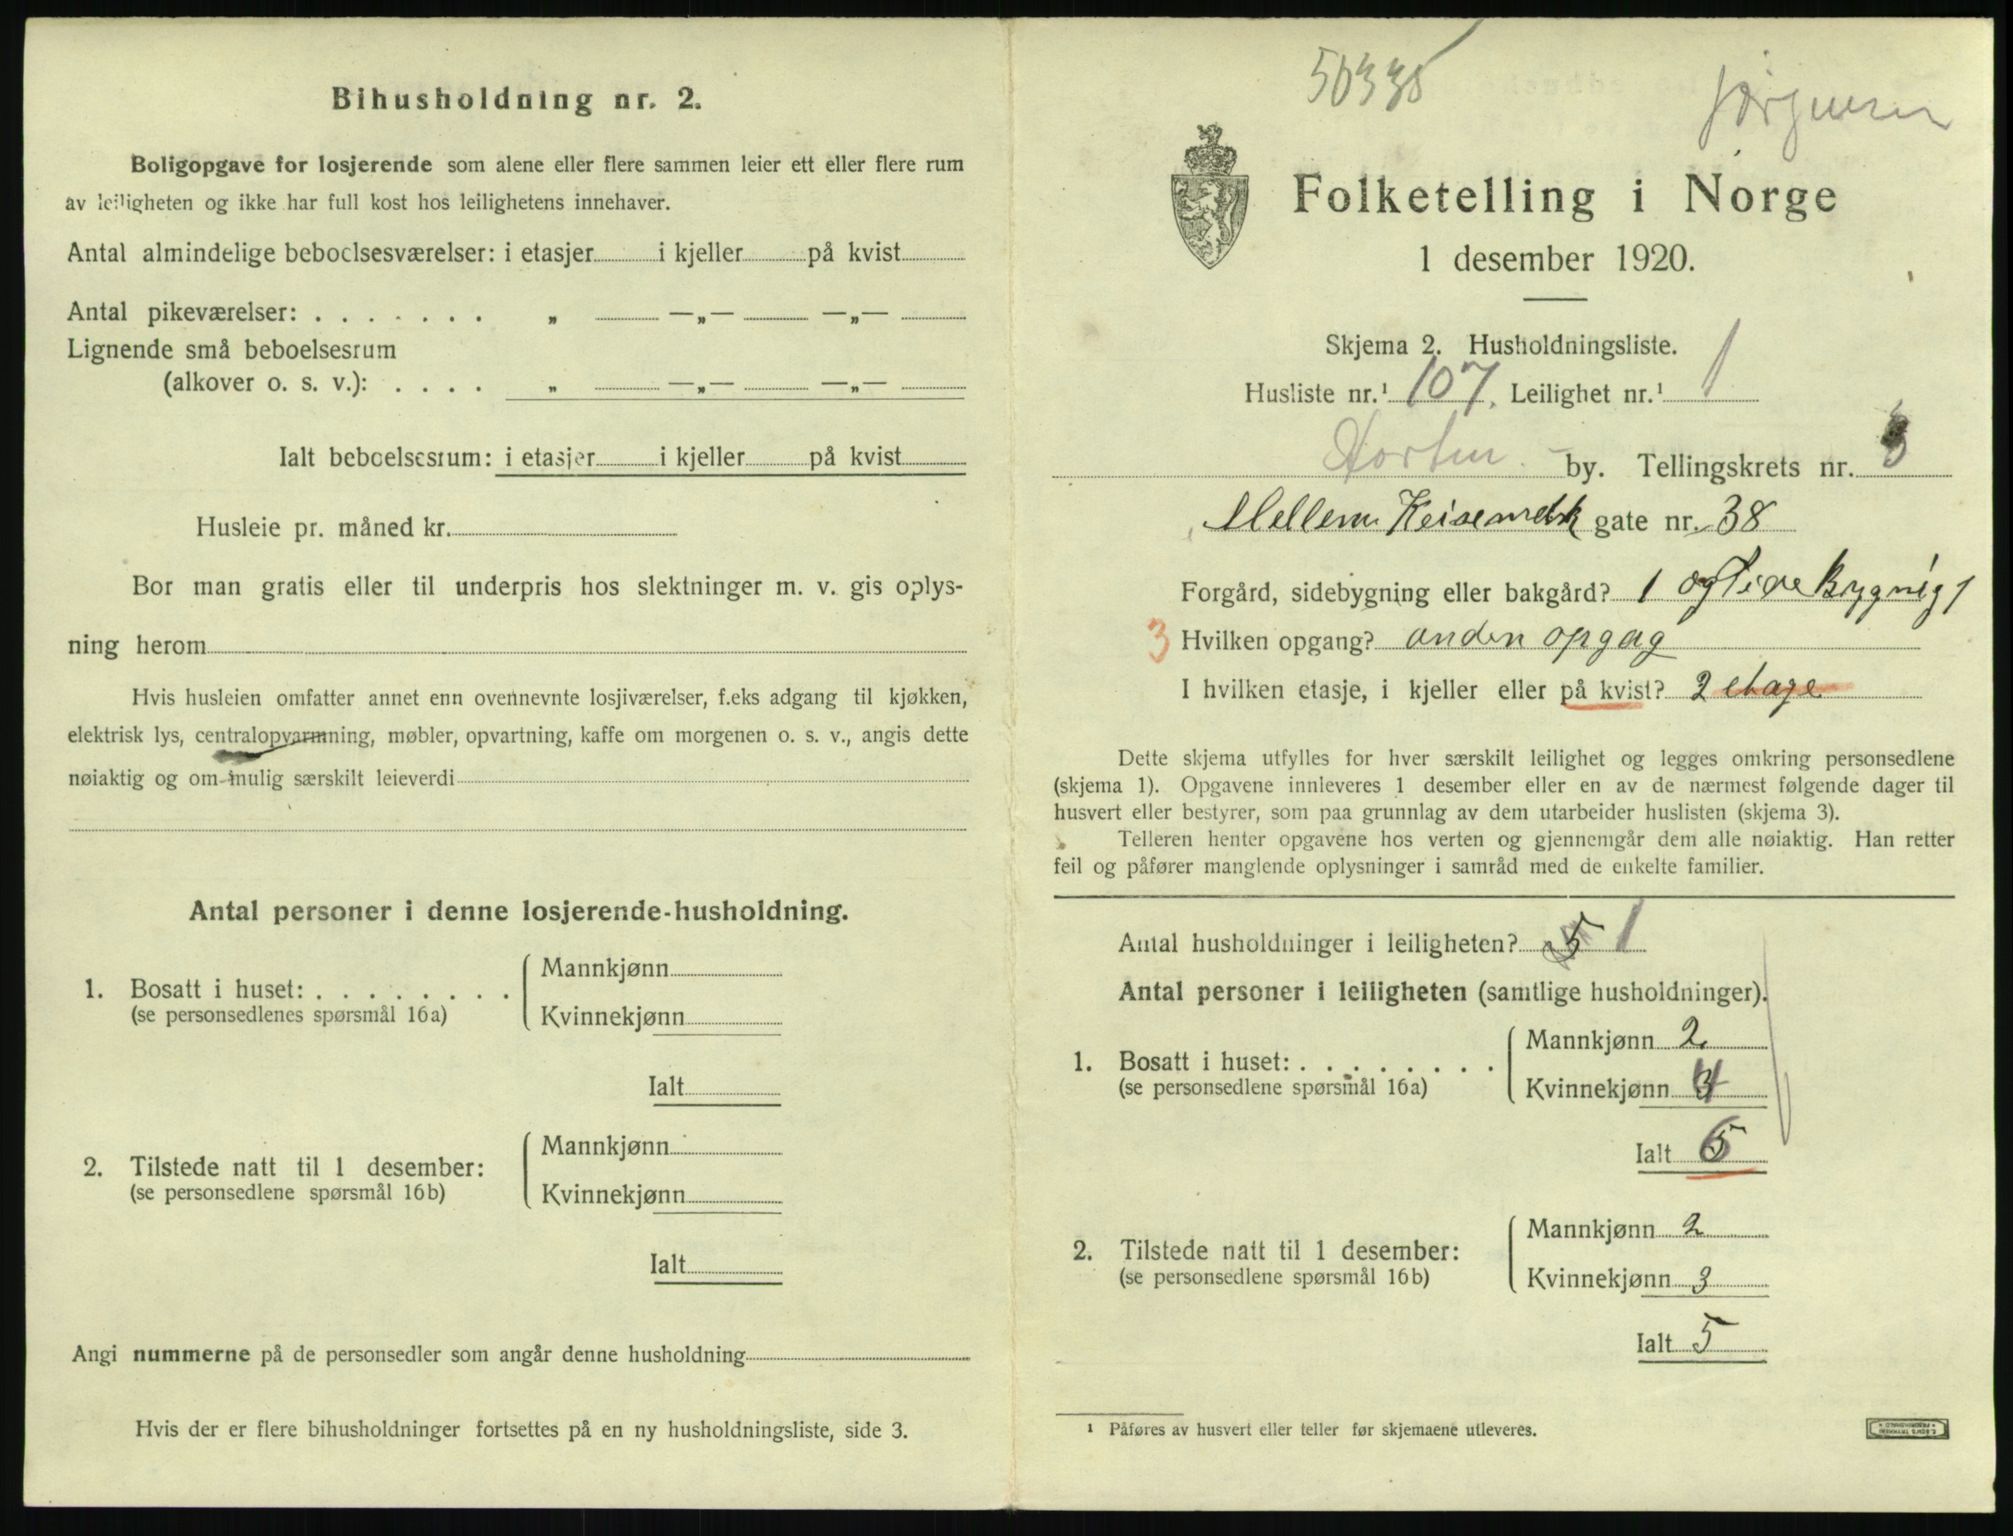 Bihusholdning nr. 2.
Boligopgave for losjerende som alene eller flere sammen leier ett eller flere rum
av leiligheten og ikke har full kost hos leilighetens innehaver.
Antal almindelige beboelsesværelser: i etasjer i kjeller på kvist
Antal pikeværelser: . . . . . . . „ —„— —„—
Lignende små beboelsesrum
(alkover o. s. v.): . . . . „ —„— —„—
Ialt beboelsesrum: i etasjer i kjeller på kvist
Husleie pr. måned kr.
Bor man gratis eller til underpris hos slektninger m. v. gis oplys-
ning herom
Hvis husleien omfatter annet enn ovennevnte losjiværelser, f.eks adgang til kjøkken,
elektrisk lys, centralopvarmning, møbler, opvartning, kaffe om morgenen o. s. v., angis dette
nøiaktig og om mulig særskilt leieverdi
Antal personer i denne losjerende-husholdning.
1. Bosatt i huset: . . . . . . . . Mannkjønn
(se personsedlenes spørsmål 16a) Kvinnekjønn
Ialt
2. Tilstede natt til 1 desember: Mannkjønn
(se personsedlene spørsmål 16b) Kvinnekjønn
Ialt
Angi nummerne på de personsedler som angår denne husholdning
Hvis der er flere bihusholdninger fortsettes på en ny husholdningsliste, side 3.
50335
Jørgensen
Folketelling i Norge
1 desember 1920.
Skjema 2. Husholdningsliste.
Husliste nr.¹ 107. Leilighet nr.¹ 1
Horten by. Tellingskrets nr. 3
Mellem gate nr. 38
Forgård, sidebygning eller bakgård? 1 og 1
3 Hvilken opgang? anden opgag
I hvilken etasje, i kjeller eller på kvist? 2 etage
Dette skjema utfylles for hver særskilt leilighet og legges omkring personsedlene
(skjema 1). Opgavene innleveres 1 desember eller en av de nærmest følgende dager til
husvert eller bestyrer, som paa grunnlag av dem utarbeider huslisten (skjema 3).
Telleren henter opgavene hos verten og gjennemgår dem alle nøiaktig. Han retter
feil og påfører manglende oplysninger i samråd med de enkelte familier.
Antal husholdninger i leiligheten? 5 1
Antal personer i leiligheten (samtlige husholdninger).
1. Bosatt i huset: . . . . . . . . Mannkjønn 2
(se personsedlene spørsmål 16a) Kvinnekjønn 4
Ialt 6
2. Tilstede natt til 1 desember: Mannkjønn 2
(se personsedlene spørsmål 16b) Kvinnekjønn 3
Ialt 5
¹ Påføres av husvert eller teller før skjemaene utleveres.